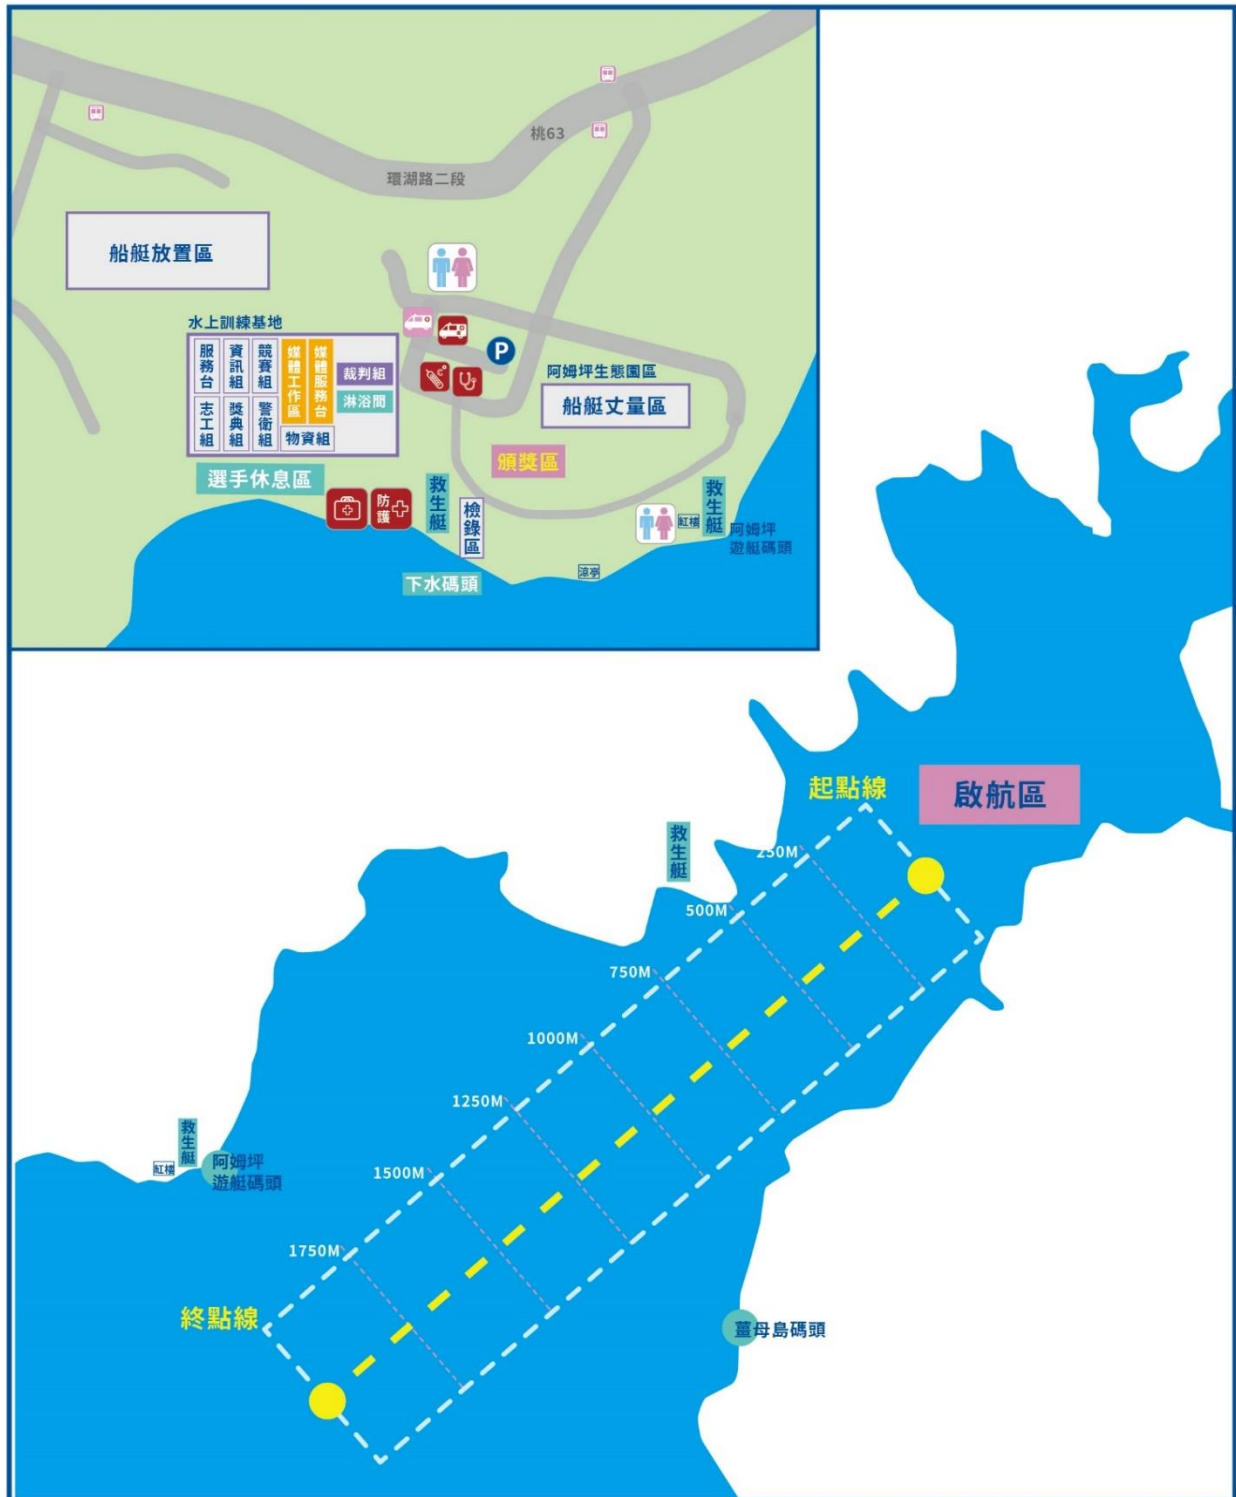 桃63
環湖路二段
船艇放置區
水上訓練基地
服務台
資訊組
競賽組
媒體工作區
媒體服務台
裁判組
淋浴間
志工組
獎典組
警衛組
物資組
P
阿姆坪生態園區
船艇丈量區
頒獎區
選手休息區
防護
救生艇
檢錄區
下水碼頭
涼亭
紅樓
救生艇
阿姆坪
遊艇碼頭
起點線
啟航區
救生艇
250M
500M
750M
1000M
1250M
1500M
1750M
救生艇
紅樓
阿姆坪
遊艇碼頭
終點線
薑母島碼頭